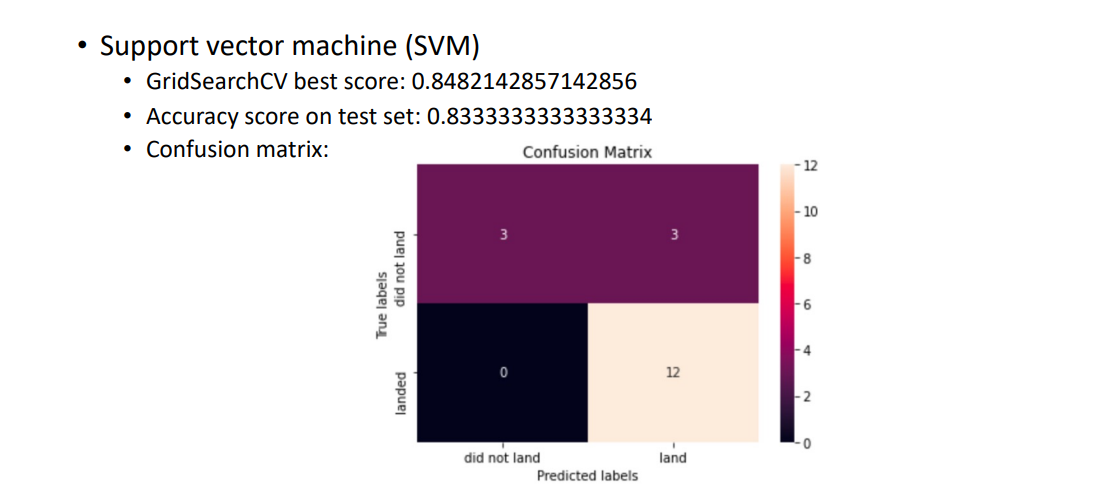 • Support vector machine (SVM)
• GridSearchCV best score: 0.8482142857142856
• Accuracy score on test set: 0.8333333333333334
• Confusion matrix:
Confusion Matrix
True labels
did not land
landed
3
3
0
12
did not land
land
Predicted labels
12
10
8
6
4
2
0